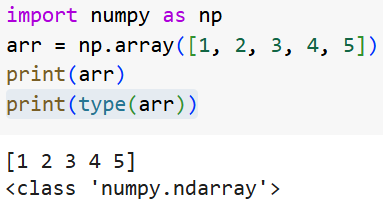 import numpy as np
arr = np.array([1, 2, 3, 4, 5])
print(arr)
print(type(arr))
[1 2 3 4 5]
<class 'numpy.ndarray'>